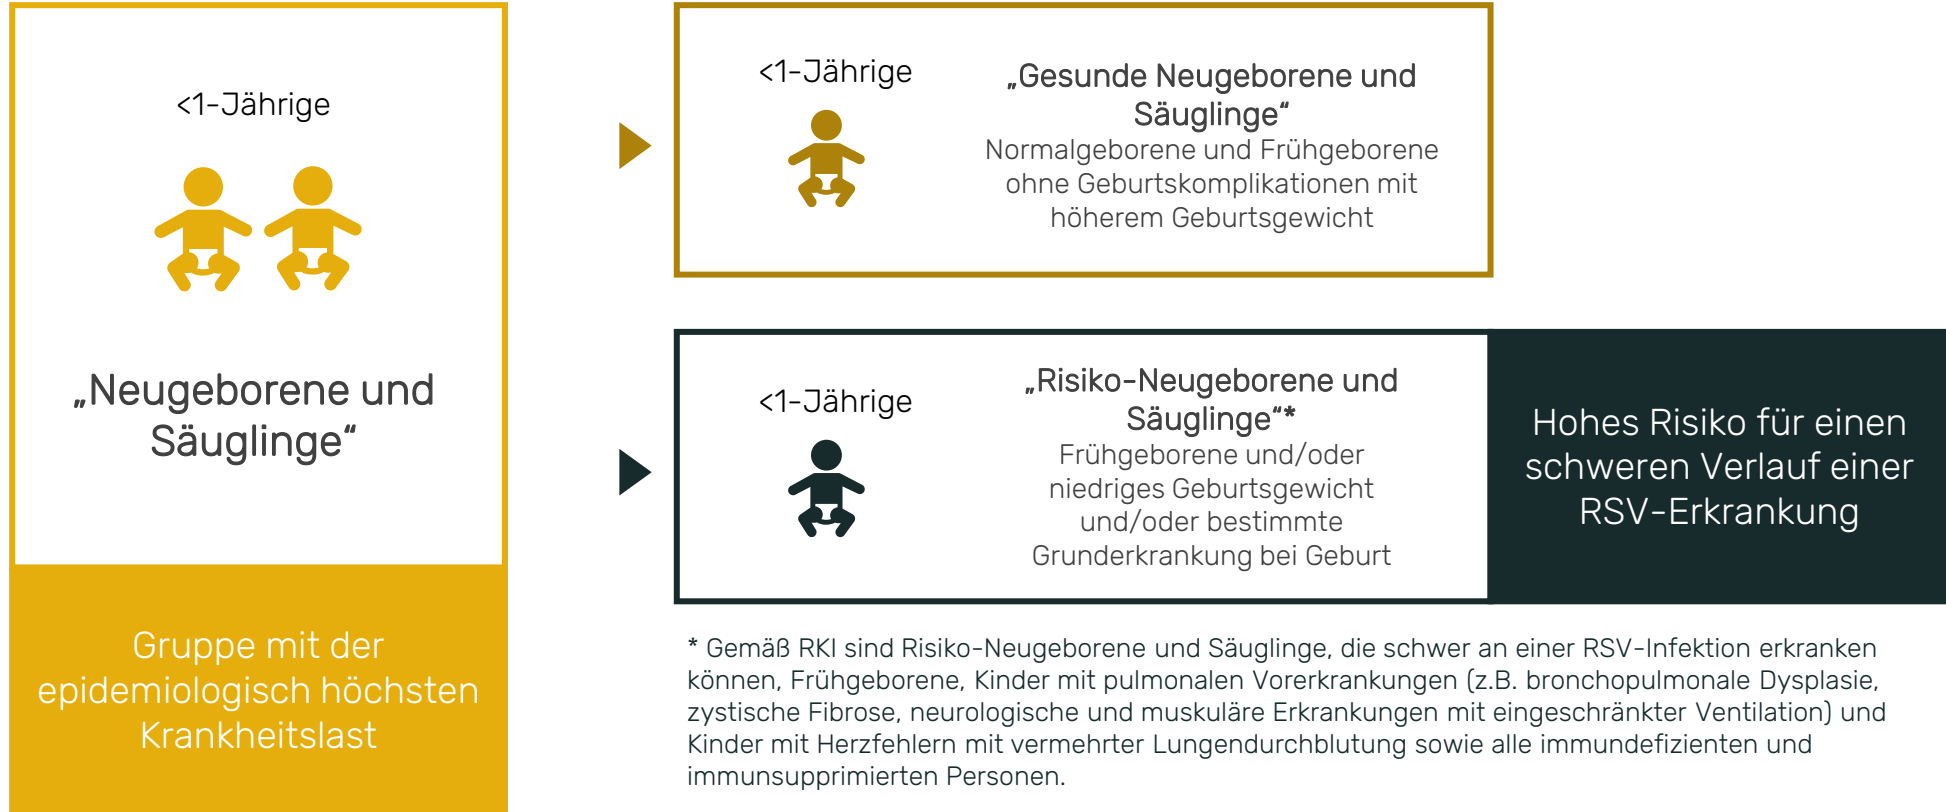 <1-Jährige
„Neugeborene und
Säuglinge“
Gruppe mit der
epidemiologisch höchsten
Krankheitslast
<1-Jährige
„Gesunde Neugeborene und
Säuglinge“
Normalgeborene und Frühgeborene
ohne Geburtskomplikationen mit
höherem Geburtsgewicht
<1-Jährige
„Risiko-Neugeborene und
Säuglinge“*
Frühgeborene und/oder
niedriges Geburtsgewicht
und/oder bestimmte
Grunderkrankung bei Geburt
Hohes Risiko für einen
schweren Verlauf einer
RSV-Erkrankung
* Gemäß RKI sind Risiko-Neugeborene und Säuglinge, die schwer an einer RSV-Infektion erkranken
können, Frühgeborene, Kinder mit pulmonalen Vorerkrankungen (z.B. bronchopulmonale Dysplasie,
zystische Fibrose, neurologische und muskuläre Erkrankungen mit eingeschränkter Ventilation) und
Kinder mit Herzfehlern mit vermehrter Lungendurchblutung sowie alle immundefizienten und
immunsupprimierten Personen.